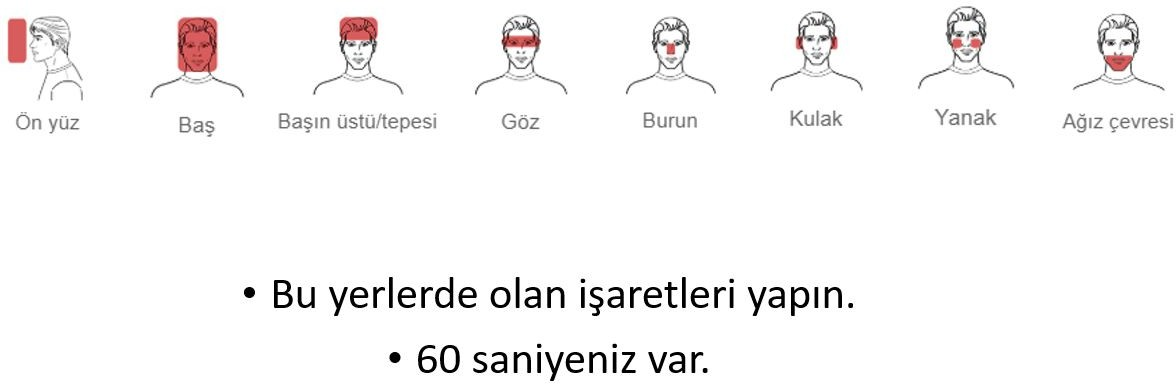 Ön yüz
Baş
Başın üstü/tepesi
Göz
Burun
Kulak
Yanak
Ağız çevresi
• Bu yerlerde olan işaretleri yapın.
• 60 saniyeniz var.